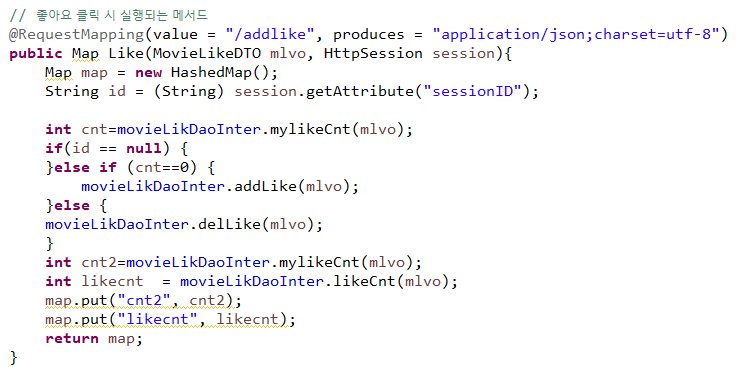 // 좋아요 클릭 시 실행되는 메서드
@RequestMapping(value = "/addlike", produces = "application/json;charset=utf-8")
public Map Like(MovieLikeDTO mlvo, HttpSession session){
    Map map = new HashedMap();
    String id = (String) session.getAttribute("sessionID");

    int cnt=movieLikDaoInter.mylikeCnt(mlvo);
    if(id == null) {
    }else if (cnt==0) {
        movieLikDaoInter.addLike(mlvo);
    }else {
    movieLikDaoInter.delLike(mlvo);
    }
    int cnt2=movieLikDaoInter.mylikeCnt(mlvo);
    int likecnt  = movieLikDaoInter.likeCnt(mlvo);
    map.put("cnt2", cnt2);
    map.put("likecnt", likecnt);
    return map;
}